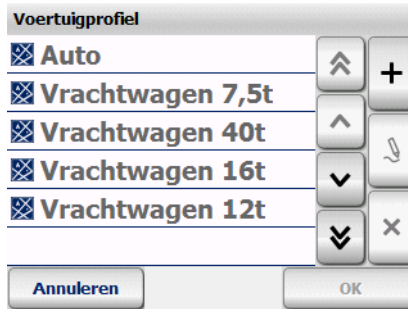 Voertuigprofiel
Auto
Vrachtwagen 7,5t
Vrachtwagen 40t
Vrachtwagen 16t
Vrachtwagen 12t
Annuleren
OK